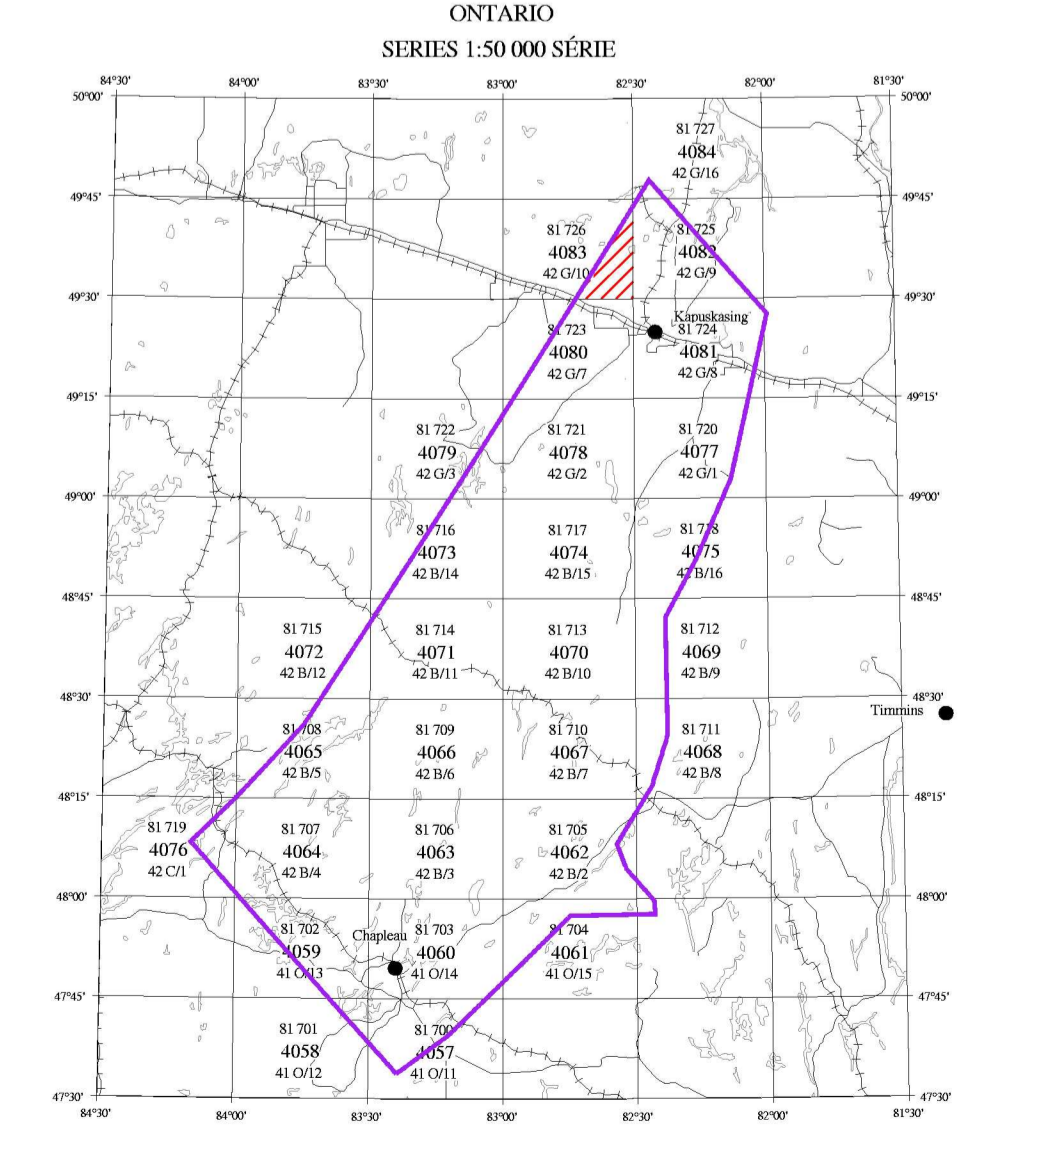 ONTARIO
SERIES 1:50 000 SÉRIE
84°30' 84°00' 83°30' 83°00' 82°30' 82°00' 81°30'
50°00' 50°00'
81 727
4084
42 G/16
49°45' 49°45'
81 726 81 725
4083 4082
42 G/10 42 G/9
49°30' 49°30'
Kapuskasing
81 723 81 724
4080 4081
42 G/7 42 G/8
49°15' 49°15'
81 722 81 721 81 720
4079 4078 4077
42 G/3 42 G/2 42 G/1
49°00' 49°00'
81 716 81 717 81 718
4073 4074 4075
42 B/14 42 B/15 42 B/16
48°45' 48°45'
81 715 81 714 81 713 81 712
4072 4071 4070 4069
42 B/12 42 B/11 42 B/10 42 B/9
48°30' 48°30'
Timmins
81 708 81 709 81 710 81 711
4065 4066 4067 4068
42 B/5 42 B/6 42 B/7 42 B/8
48°15' 48°15'
81 719 81 707 81 706 81 705
4076 4064 4063 4062
42 C/1 42 B/4 42 B/3 42 B/2
48°00' 48°00'
81 702 Chapleau 81 703 81 704
4059 4060 4061
41 O/13 41 O/14 41 O/15
47°45' 47°45'
81 701 81 700
4058 4057
41 O/12 41 O/11
47°30' 47°30'
84°30' 84°00' 83°30' 83°00' 82°30' 82°00' 81°30'